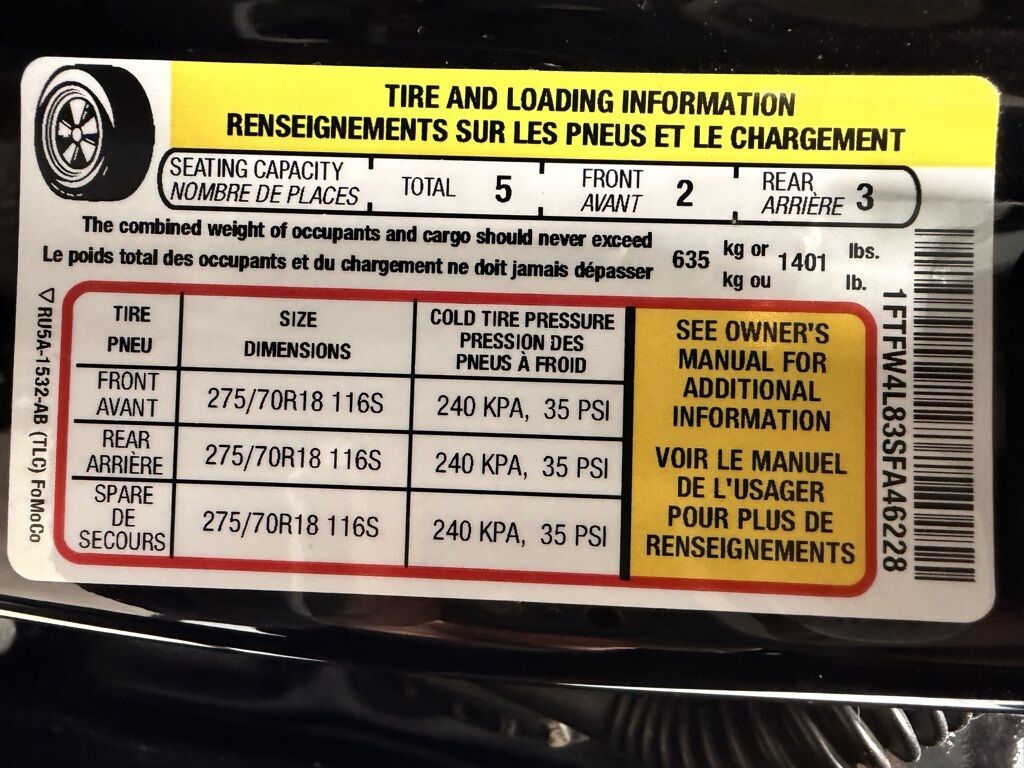 TIRE AND LOADING INFORMATION
RENSEIGNEMENTS SUR LES PNEUS ET LE CHARGEMENT
SEATING CAPACITY
NOMBRE DE PLACES
TOTAL 5
FRONT
AVANT
2
REAR
ARRIÈRE
3
The combined weight of occupants and cargo should never exceed
Le poids total des occupants et du chargement ne doit jamais dépasser
635
kg or
kg ou
1401
lbs.
lb.
TIRE
PNEU
SIZE
DIMENSIONS
COLD TIRE PRESSURE
PRESSION DES
PNEUS À FROID
FRONT
AVANT
275/70R18 116S
240 KPA, 35 PSI
REAR
ARRIÈRE
275/70R18 116S
240 KPA, 35 PSI
SPARE
DE
SECOURS
275/70R18 116S
240 KPA, 35 PSI
SEE OWNER'S
MANUAL FOR
ADDITIONAL
INFORMATION
VOIR LE MANUEL
DE L'USAGER
POUR PLUS DE
RENSEIGNEMENTS
▽RU5A-1532-AB (TLC) FoMoCo
1FTFW4L83SFA46228